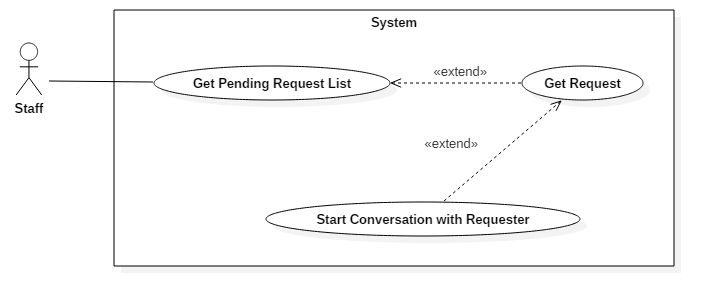 System
Staff
Get Pending Request List
«extend»
Get Request
«extend»
Start Conversation with Requester